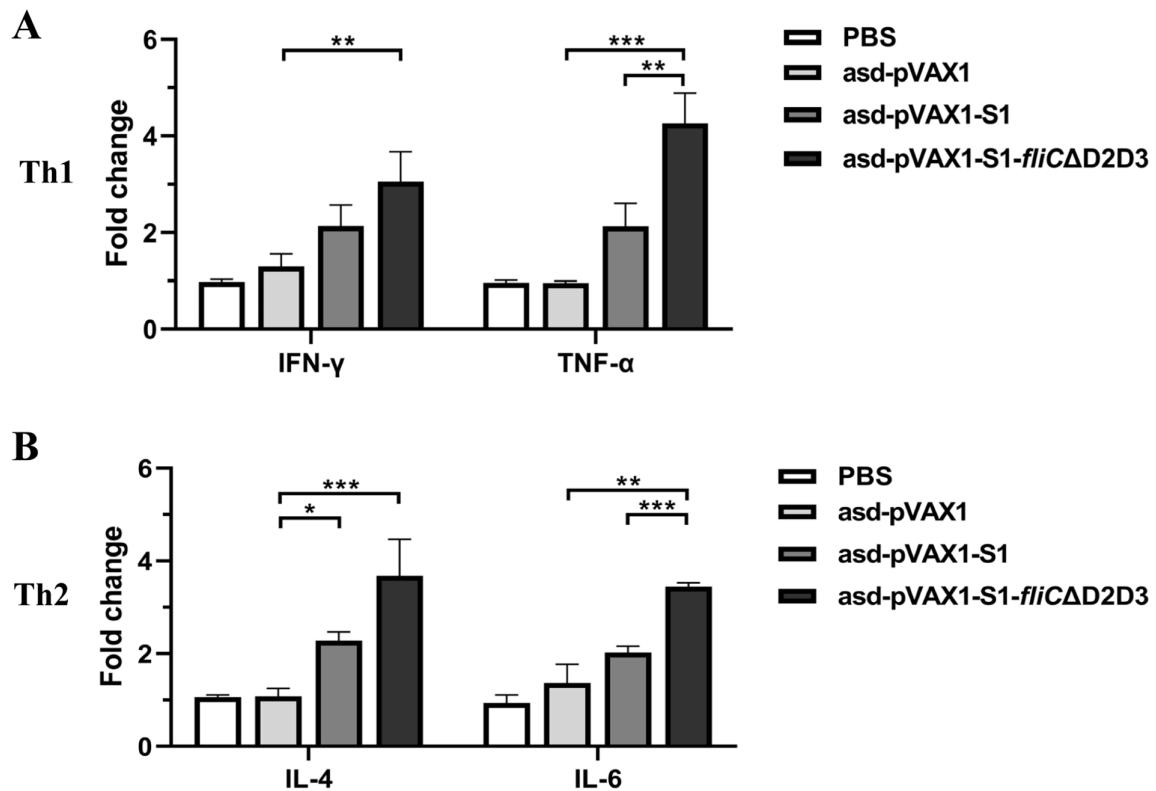 A
Th1
Fold change
6
4
2
0
**
***
**
IFN-γ
TNF-α
PBS
asd-pVAX1
asd-pVAX1-S1
asd-pVAX1-S1-fliCΔD2D3
B
Th2
Fold change
6
4
2
0
***
*
**
***
IL-4
IL-6
PBS
asd-pVAX1
asd-pVAX1-S1
asd-pVAX1-S1-fliCΔD2D3